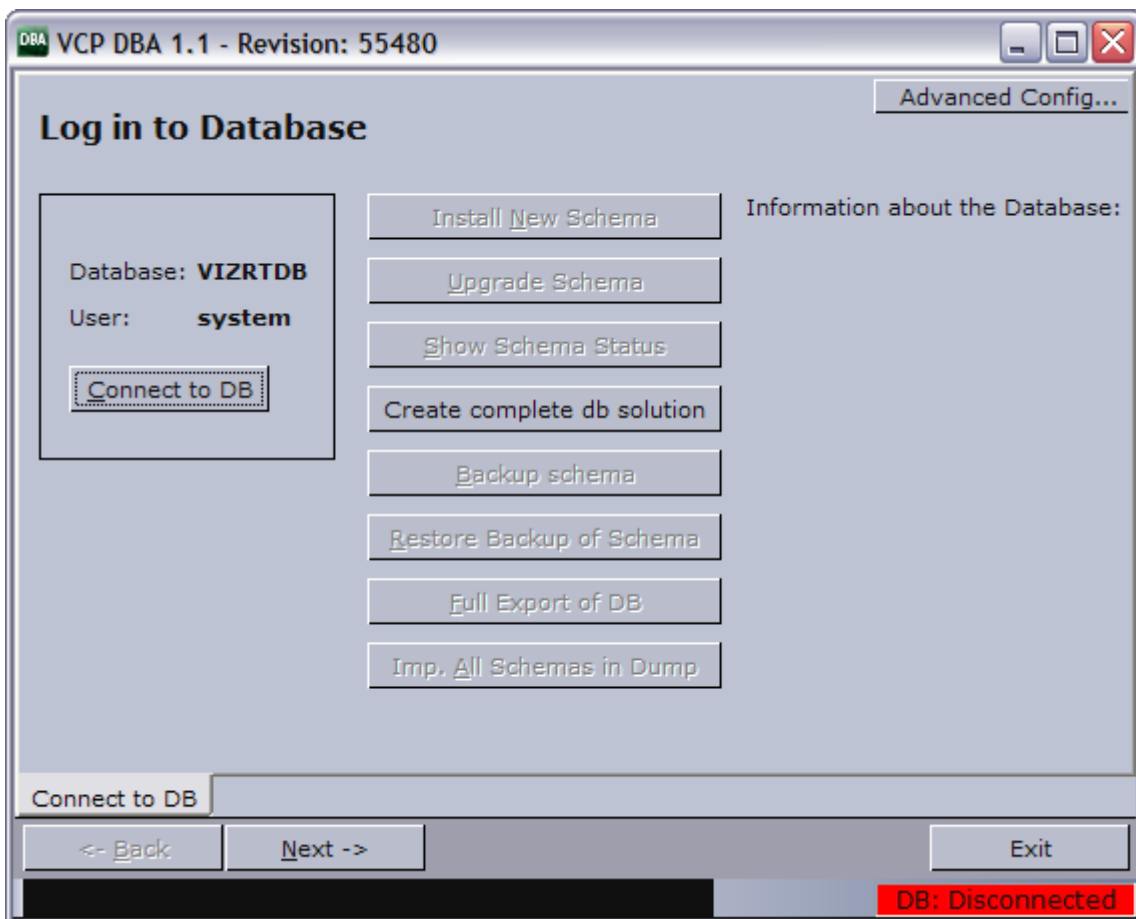 DBA VCP DBA 1.1 - Revision: 55480
Advanced Config...
Log in to Database
Database: VIZRTDB
User: system
Connect to DB
Install New Schema
Upgrade Schema
Show Schema Status
Create complete db solution
Backup schema
Restore Backup of Schema
Full Export of DB
Imp. All Schemas in Dump
Information about the Database:
Connect to DB
<- Back
Next ->
Exit
DB: Disconnected